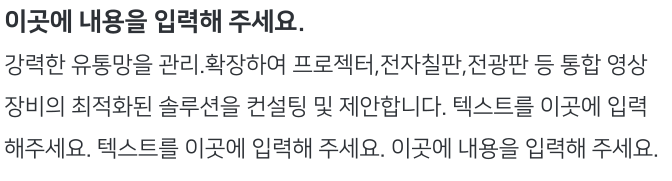 이곳에 내용을 입력해 주세요.
강력한 유통망을 관리.확장하여 프로젝터,전자칠판,전광판 등 통합 영상
장비의 최적화된 솔루션을 컨설팅 및 제안합니다. 텍스트를 이곳에 입력
해주세요. 텍스트를 이곳에 입력해 주세요. 이곳에 내용을 입력해 주세요.